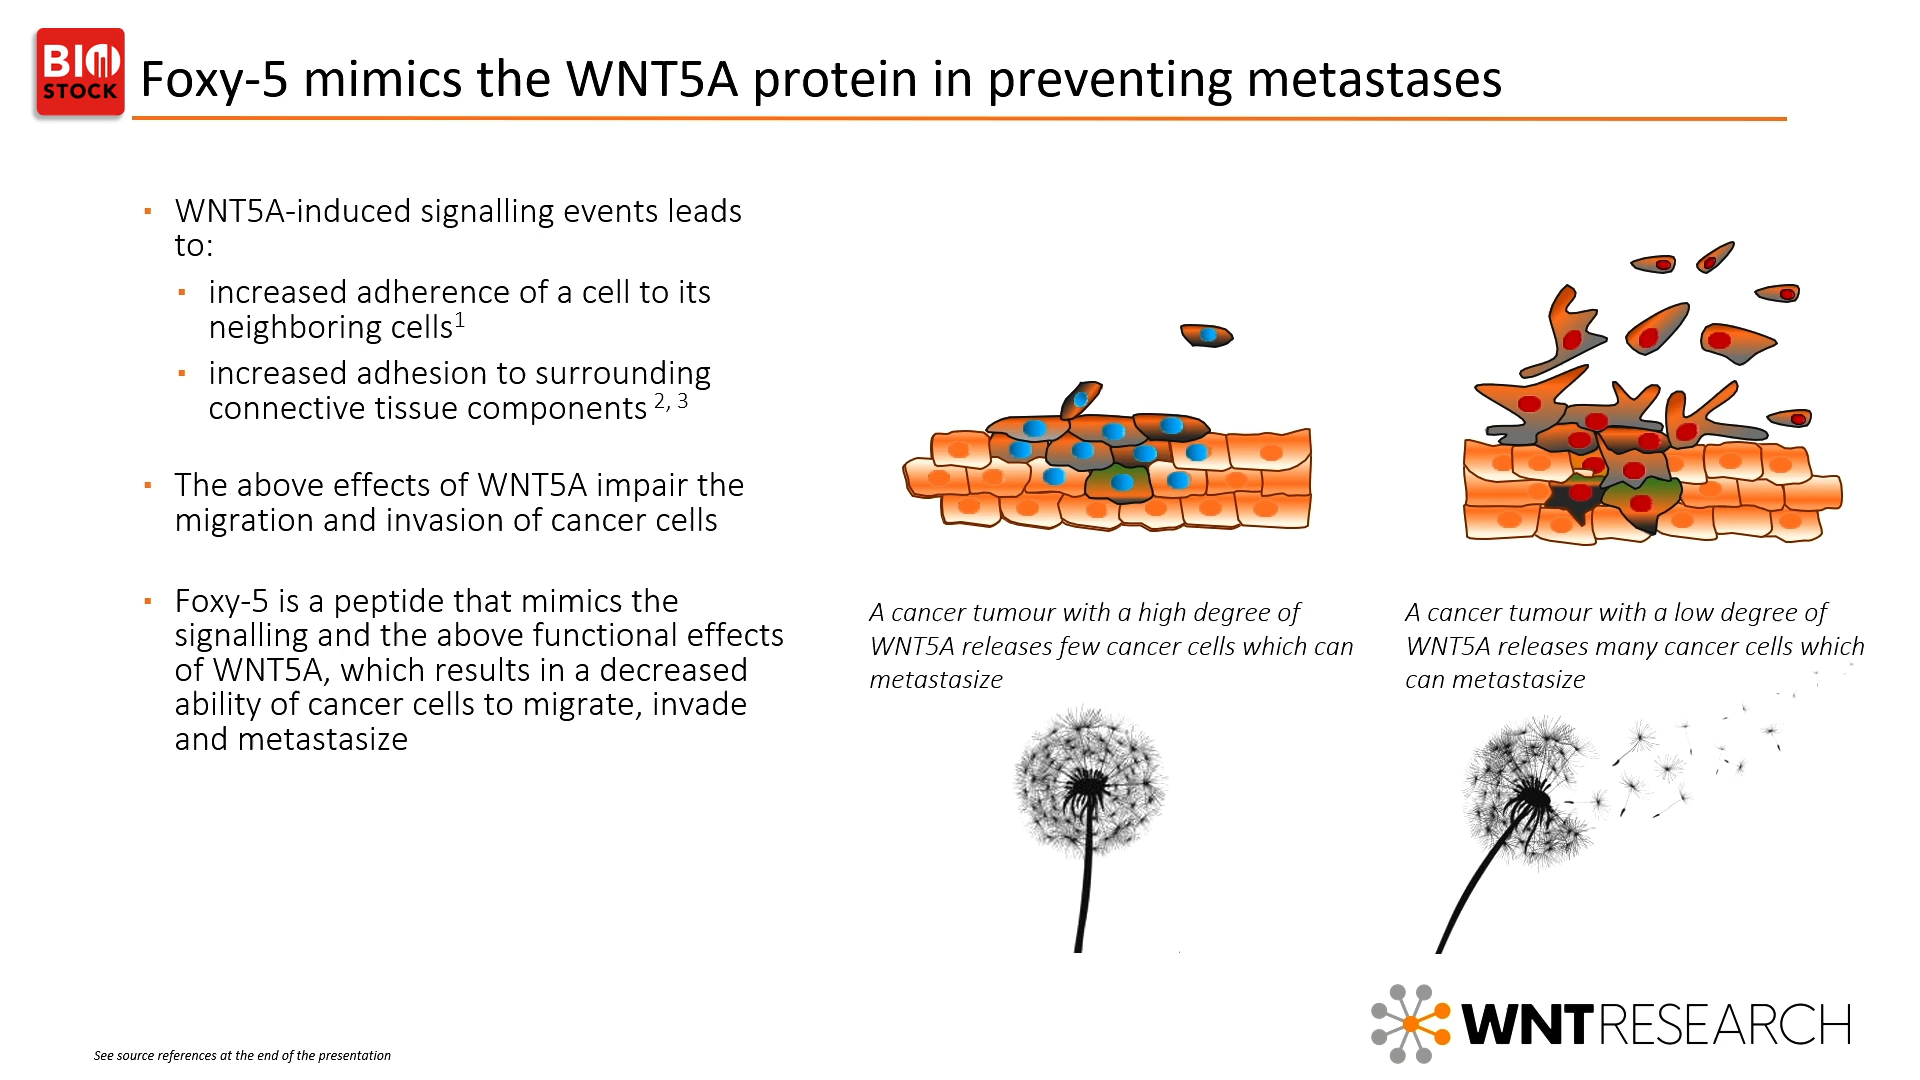 BIO
STOCK
Foxy-5 mimics the WNT5A protein in preventing metastases
▪ WNT5A-induced signalling events leads
to:
▪ increased adherence of a cell to its
neighboring cells¹
▪ increased adhesion to surrounding
connective tissue components ²,³
▪ The above effects of WNT5A impair the
migration and invasion of cancer cells
▪ Foxy-5 is a peptide that mimics the
signalling and the above functional effects
of WNT5A, which results in a decreased
ability of cancer cells to migrate, invade
and metastasize
A cancer tumour with a high degree of
WNT5A releases few cancer cells which can
metastasize
A cancer tumour with a low degree of
WNT5A releases many cancer cells which
can metastasize
WNTRESEARCH
See source references at the end of the presentation